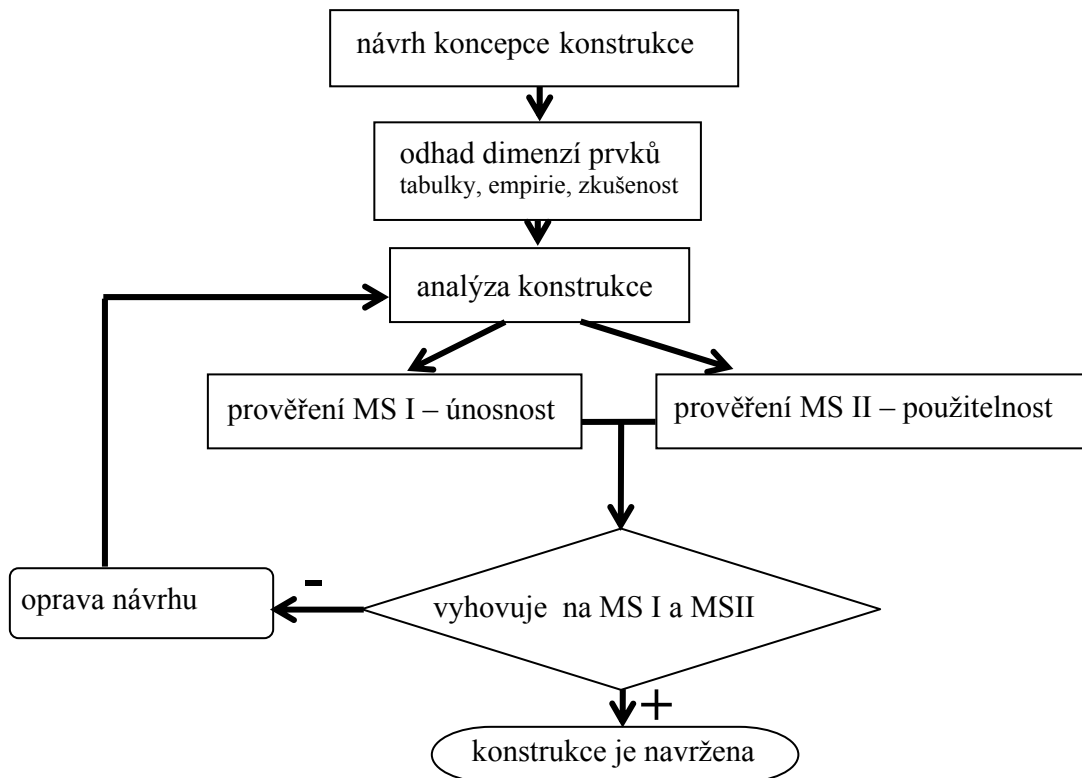 návrh koncepce konstrukce
odhad dimenzí prvků
tabulky, empirie, zkušenost
analýza konstrukce
prověření MS I – únosnost
prověření MS II – použitelnost
oprava návrhu
-
vyhovuje na MS I a MSII
+
konstrukce je navržena